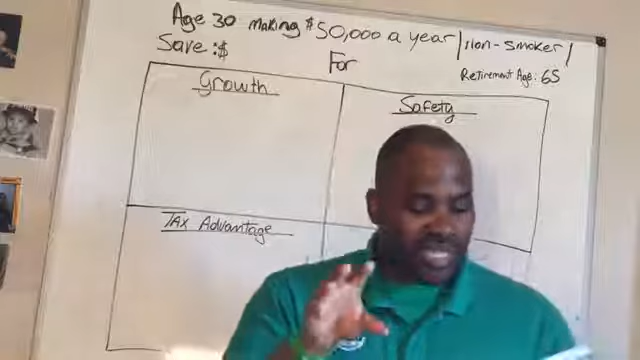 Age 30 making $50,000 a year/non-smoker/
Save:$ For
Retirement Age: 65
Growth
Safety
TAX Advantage